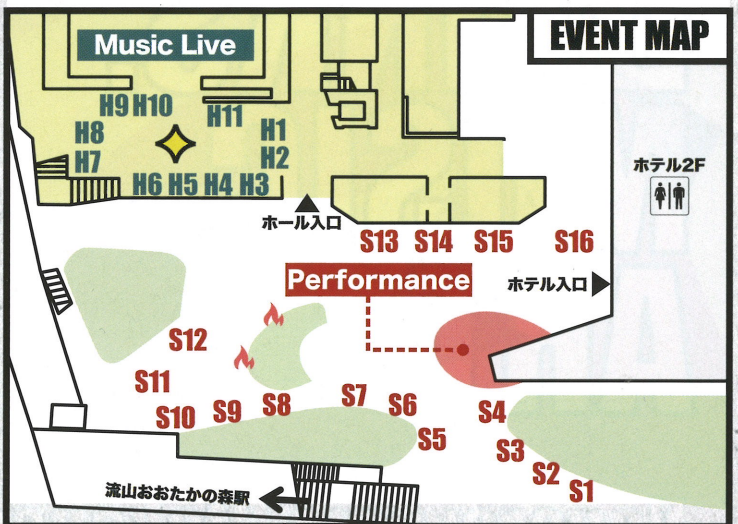 EVENT MAP
Music Live
H9 H10
H11
H8
H1
H7
H2
H6 H5 H4 H3
ホテル2F
ホール入口
S13 S14 S15 S16
Performance
ホテル入口
S12
S11
S10 S9 S8 S7 S6
S5
S4
S3
S2
S1
流山おおたかの森駅